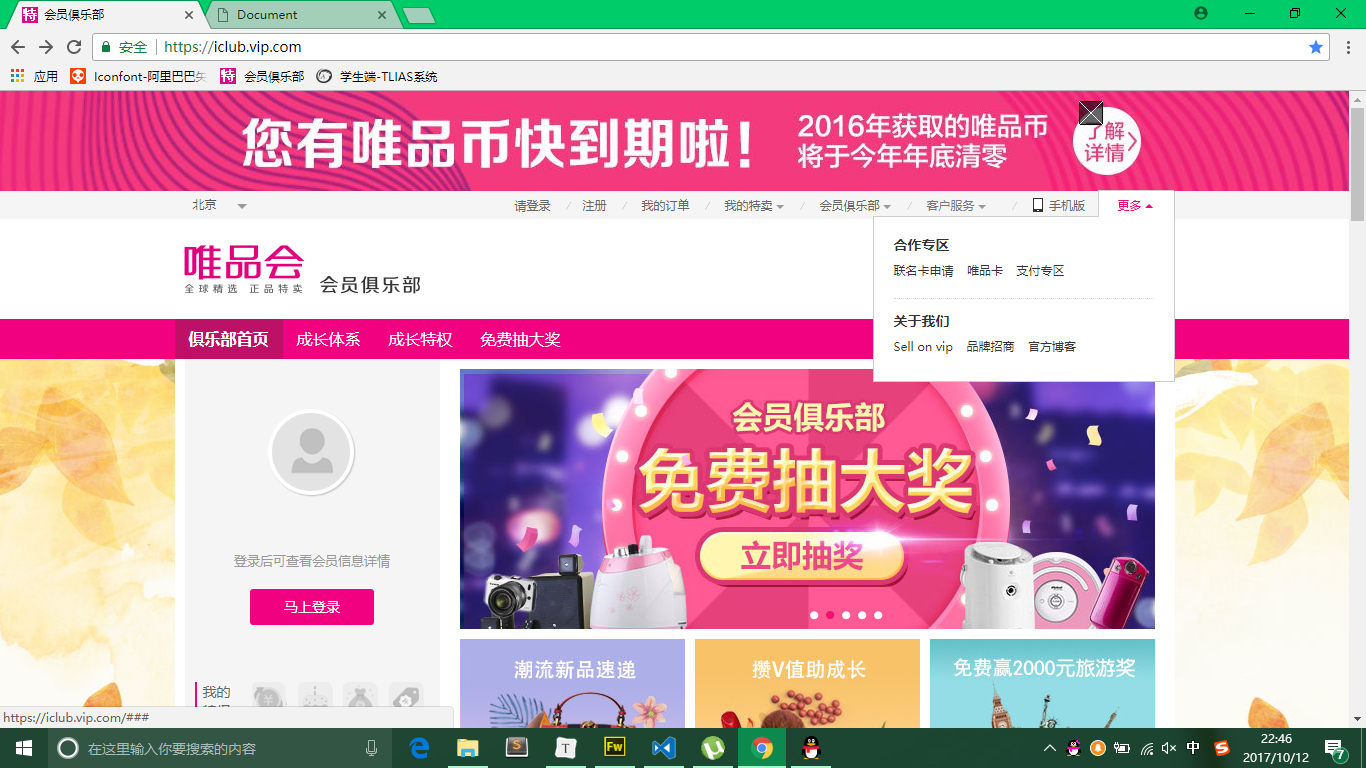 特 会员俱乐部
Document
安全 https://iclub.vip.com
应用 Iconfont-阿里巴巴矢 特 会员俱乐部 学生端-TLIAS系统
您有唯品币快到期啦!
2016年获取的唯品币
将于今年年底清零
了解
详情
北京 请登录 / 注册 / 我的订单 / 我的特卖 / 会员俱乐部 / 客户服务 / 手机版 更多
合作专区
联名卡申请 唯品卡 支付专区
关于我们
Sell on vip 品牌招商 官方博客
唯品会
全球精选 正品特卖
会员俱乐部
俱乐部首页 成长体系 成长特权 免费抽大奖
登录后可查看会员信息详情
马上登录
我的
会员俱乐部
免费抽大奖
立即抽奖
潮流新品速递
攒V值助成长
免费赢2000元旅游奖
https://iclub.vip.com/###
在这里输入你要搜索的内容
S
T
Fw
中
S
22:46
2017/10/12
7